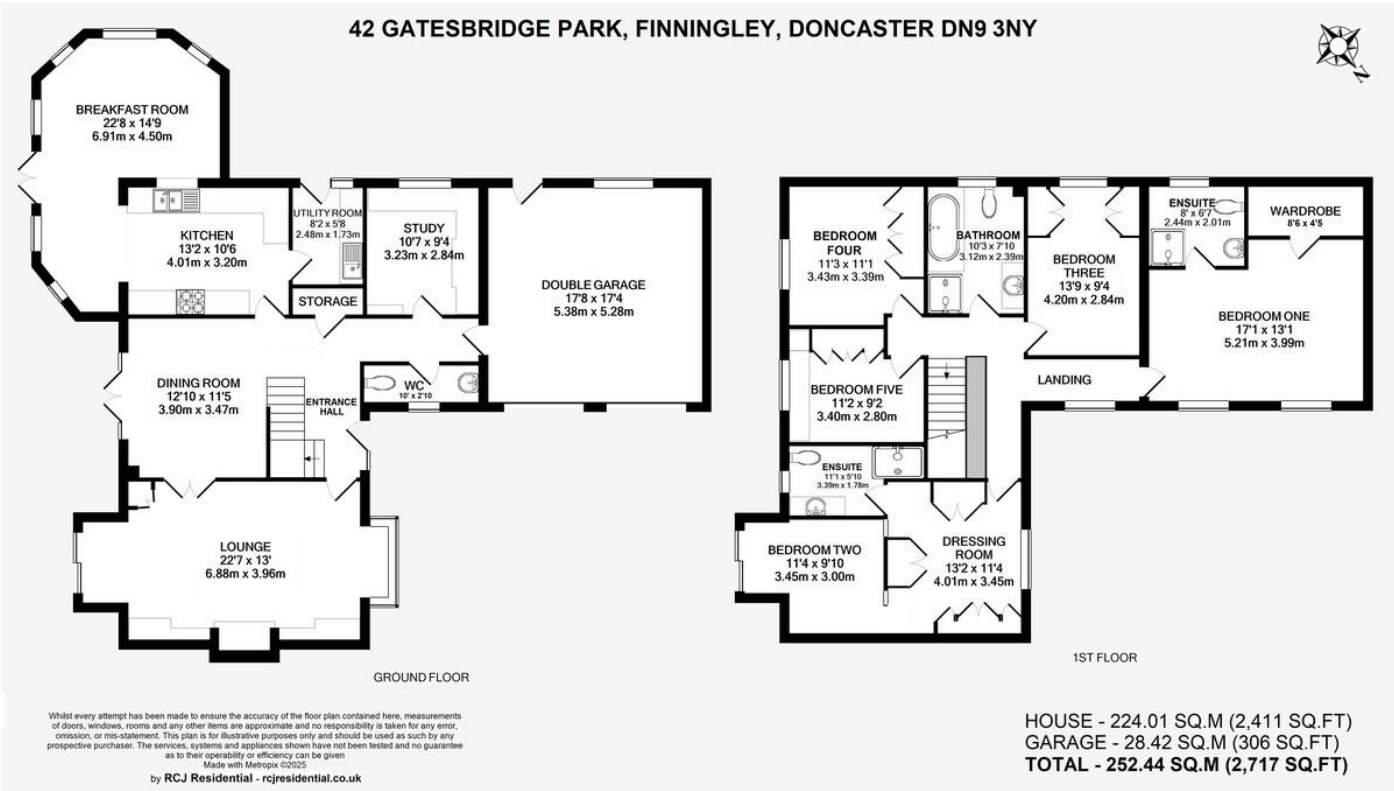 42 GATESBRIDGE PARK, FINNINGLEY, DONCASTER DN9 3NY
N
BREAKFAST ROOM
22'8 x 14'9
6.91m x 4.50m
KITCHEN
13'2 x 10'6
4.01m x 3.20m
UTILITY ROOM
8'2 x 5'8
2.48m x 1.73m
STUDY
10'7 x 9'4
3.23m x 2.84m
STORAGE
DOUBLE GARAGE
17'8 x 17'4
5.38m x 5.28m
DINING ROOM
12'10 x 11'5
3.90m x 3.47m
ENTRANCE
HALL
WC
10' x 2'10
LOUNGE
22'7 x 13'
6.88m x 3.96m
GROUND FLOOR
BEDROOM
FOUR
11'3 x 11'1
3.43m x 3.39m
BATHROOM
10'3 x 7'10
3.12m x 2.39m
BEDROOM
THREE
13'9 x 9'4
4.20m x 2.84m
ENSUITE
8' x 6'7
2.44m x 2.01m
WARDROBE
8'6 x 4'5
BEDROOM ONE
17'1 x 13'1
5.21m x 3.99m
BEDROOM FIVE
11'2 x 9'2
3.40m x 2.80m
LANDING
ENSUITE
11'1 x 5'10
3.39m x 1.78m
BEDROOM TWO
11'4 x 9'10
3.45m x 3.00m
DRESSING
ROOM
13'2 x 11'4
4.01m x 3.45m
1ST FLOOR
Whilst every attempt has been made to ensure the accuracy of the floor plan contained here, measurements
of doors, windows, rooms and any other items are approximate and no responsibility is taken for any error,
omission, or mis-statement. This plan is for illustrative purposes only and should be used as such by any
prospective purchaser. The services, systems and appliances shown have not been tested and no guarantee
as to their operability or efficiency can be given
Made with Metropix ©2025
by RCJ Residential - rcjresidential.co.uk
HOUSE - 224.01 SQ.M (2,411 SQ.FT)
GARAGE - 28.42 SQ.M (306 SQ.FT)
TOTAL - 252.44 SQ.M (2,717 SQ.FT)